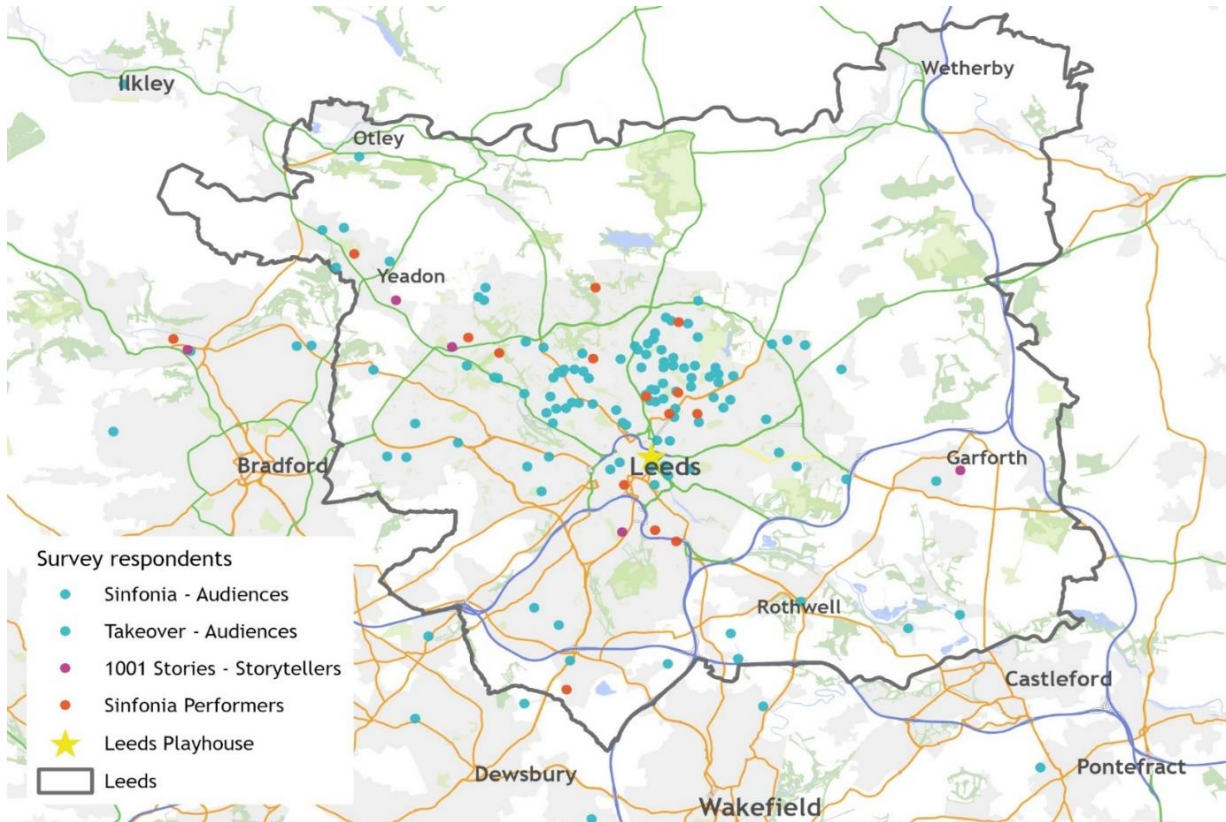 Wetherby
Ilkley
Otley
Yeadon
Bradford
Leeds
Garforth
Rothwell
Castleford
Pontefract
Dewsbury
Wakefield
Survey respondents
Sinfonia - Audiences
Takeover - Audiences
1001 Stories - Storytellers
Sinfonia Performers
Leeds Playhouse
Leeds